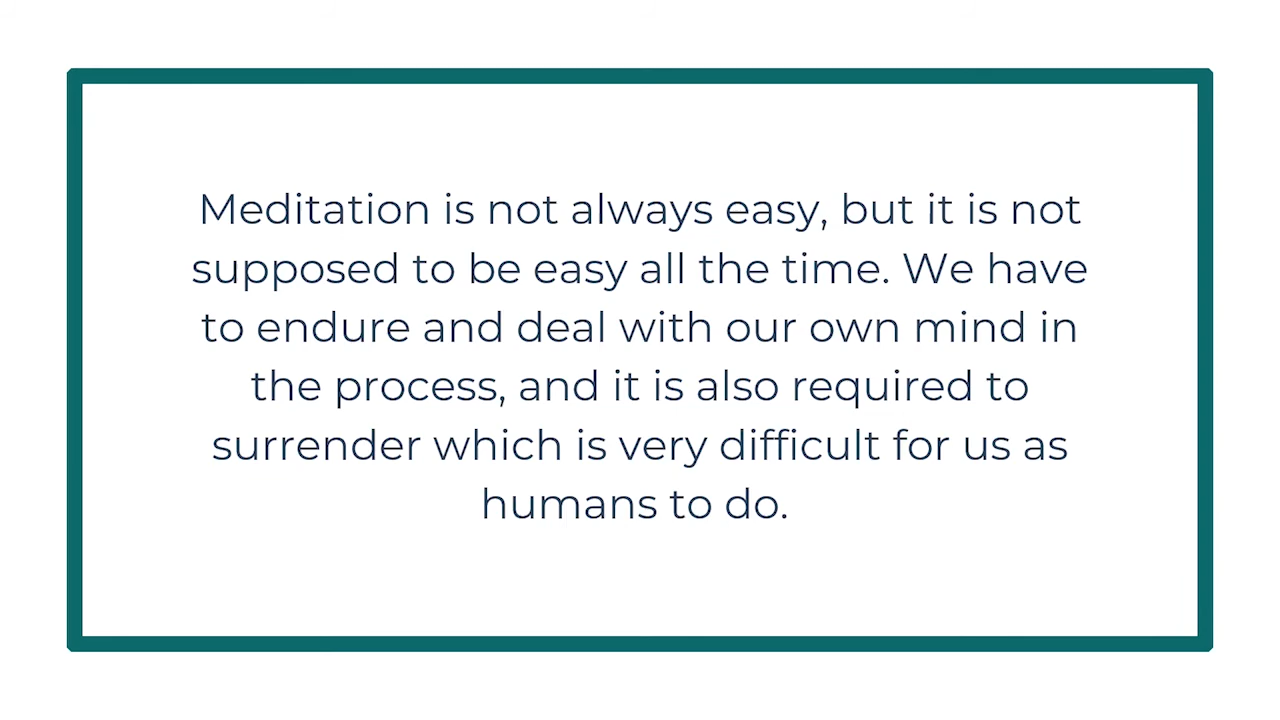 Meditation is not always easy, but it is not
supposed to be easy all the time. We have
to endure and deal with our own mind in
the process, and it is also required to
surrender which is very difficult for us as
humans to do.